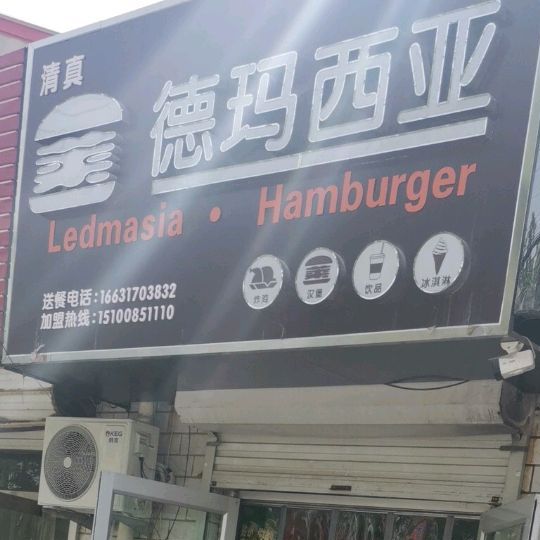 清真
德玛西亚
Ledmasia · Hamburger
炸鸡
汉堡
饮品
冰淇淋
送餐电话:16631703832
加盟热线:15100851110